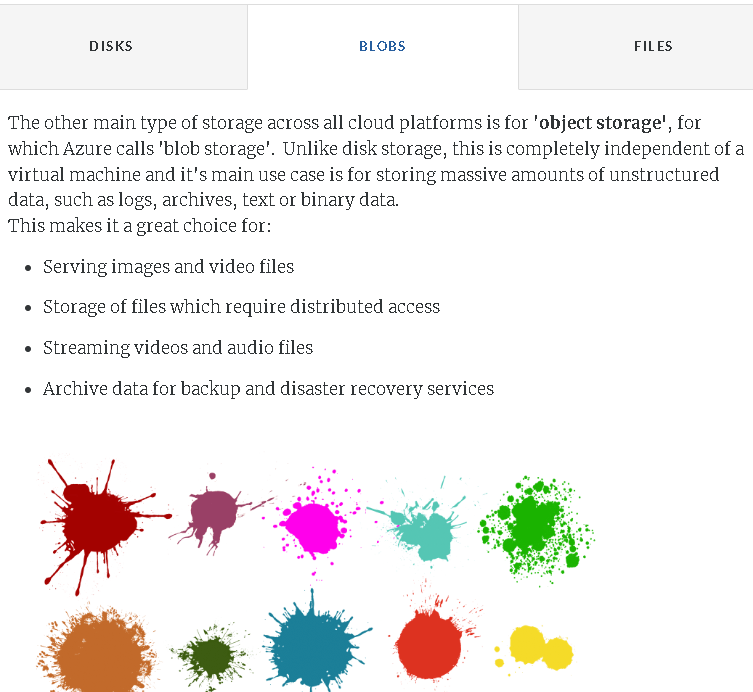 DISKS
BLOBS
FILES
The other main type of storage across all cloud platforms is for 'object storage', for
which Azure calls 'blob storage'.  Unlike disk storage, this is completely independent of a
virtual machine and it's main use case is for storing massive amounts of unstructured
data, such as logs, archives, text or binary data.
This makes it a great choice for:
• Serving images and video files
• Storage of files which require distributed access
• Streaming videos and audio files
• Archive data for backup and disaster recovery services